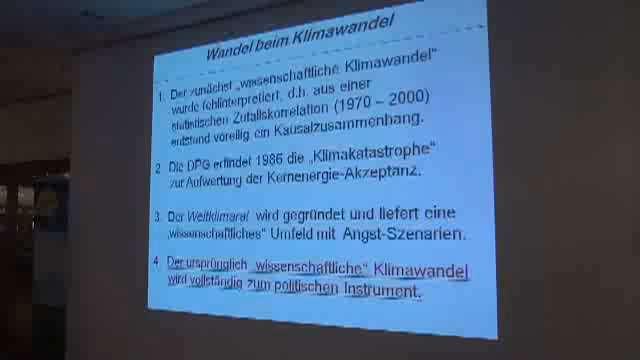 Wandel beim Klimawandel
1. Der zunächst „wissenschaftliche Klimawandel“
wurde fehlinterpretiert, d.h. aus einer
statistischen Zufallskorrelation (1970 – 2000)
entstand voreilig ein Kausalzusammenhang.
2 Die DPG erfindet 1986 die „Klimakatastrophe“
zur Aufwertung der Kernenergie-Akzeptanz.
3. Der Weltklimarat wird gegründet und liefert eine
„wissenschaftliches“ Umfeld mit Angst-Szenarien.
4. Der ursprünglich „wissenschaftliche“ Klimawandel
wird vollständig zum politischen Instrument.